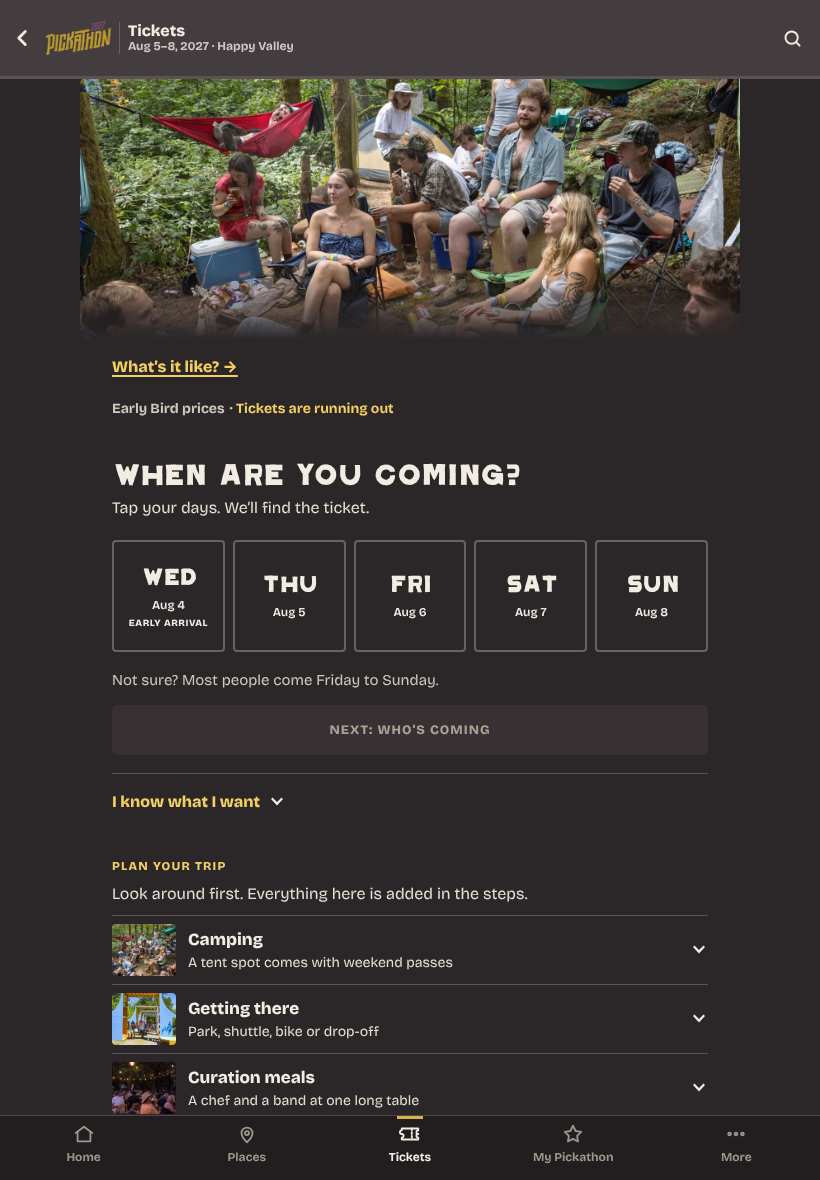 PICKATHON
Tickets
Aug 5–8, 2027 · Happy Valley
What's it like? →
Early Bird prices · Tickets are running out
WHEN ARE YOU COMING?
Tap your days. We'll find the ticket.
WED
Aug 4
EARLY ARRIVAL
THU
Aug 5
FRI
Aug 6
SAT
Aug 7
SUN
Aug 8
Not sure? Most people come Friday to Sunday.
NEXT: WHO'S COMING
I know what I want
PLAN YOUR TRIP
Look around first. Everything here is added in the steps.
Camping
A tent spot comes with weekend passes
Getting there
Park, shuttle, bike or drop-off
Curation meals
A chef and a band at one long table
Home
Places
Tickets
My Pickathon
More